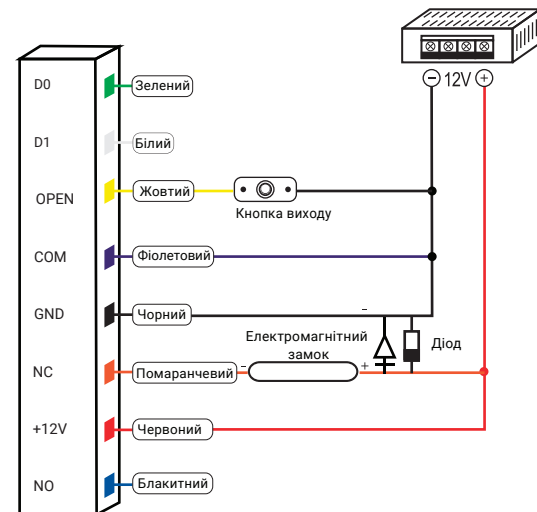 12V
D0 Зелений
D1 Білий
OPEN Жовтий
Кнопка виходу
COM Фіолетовий
GND Чорний
-
Електромагнітний
замок
Діод
NC Помаранчевий - +
+12V Червоний
NO Блакитний